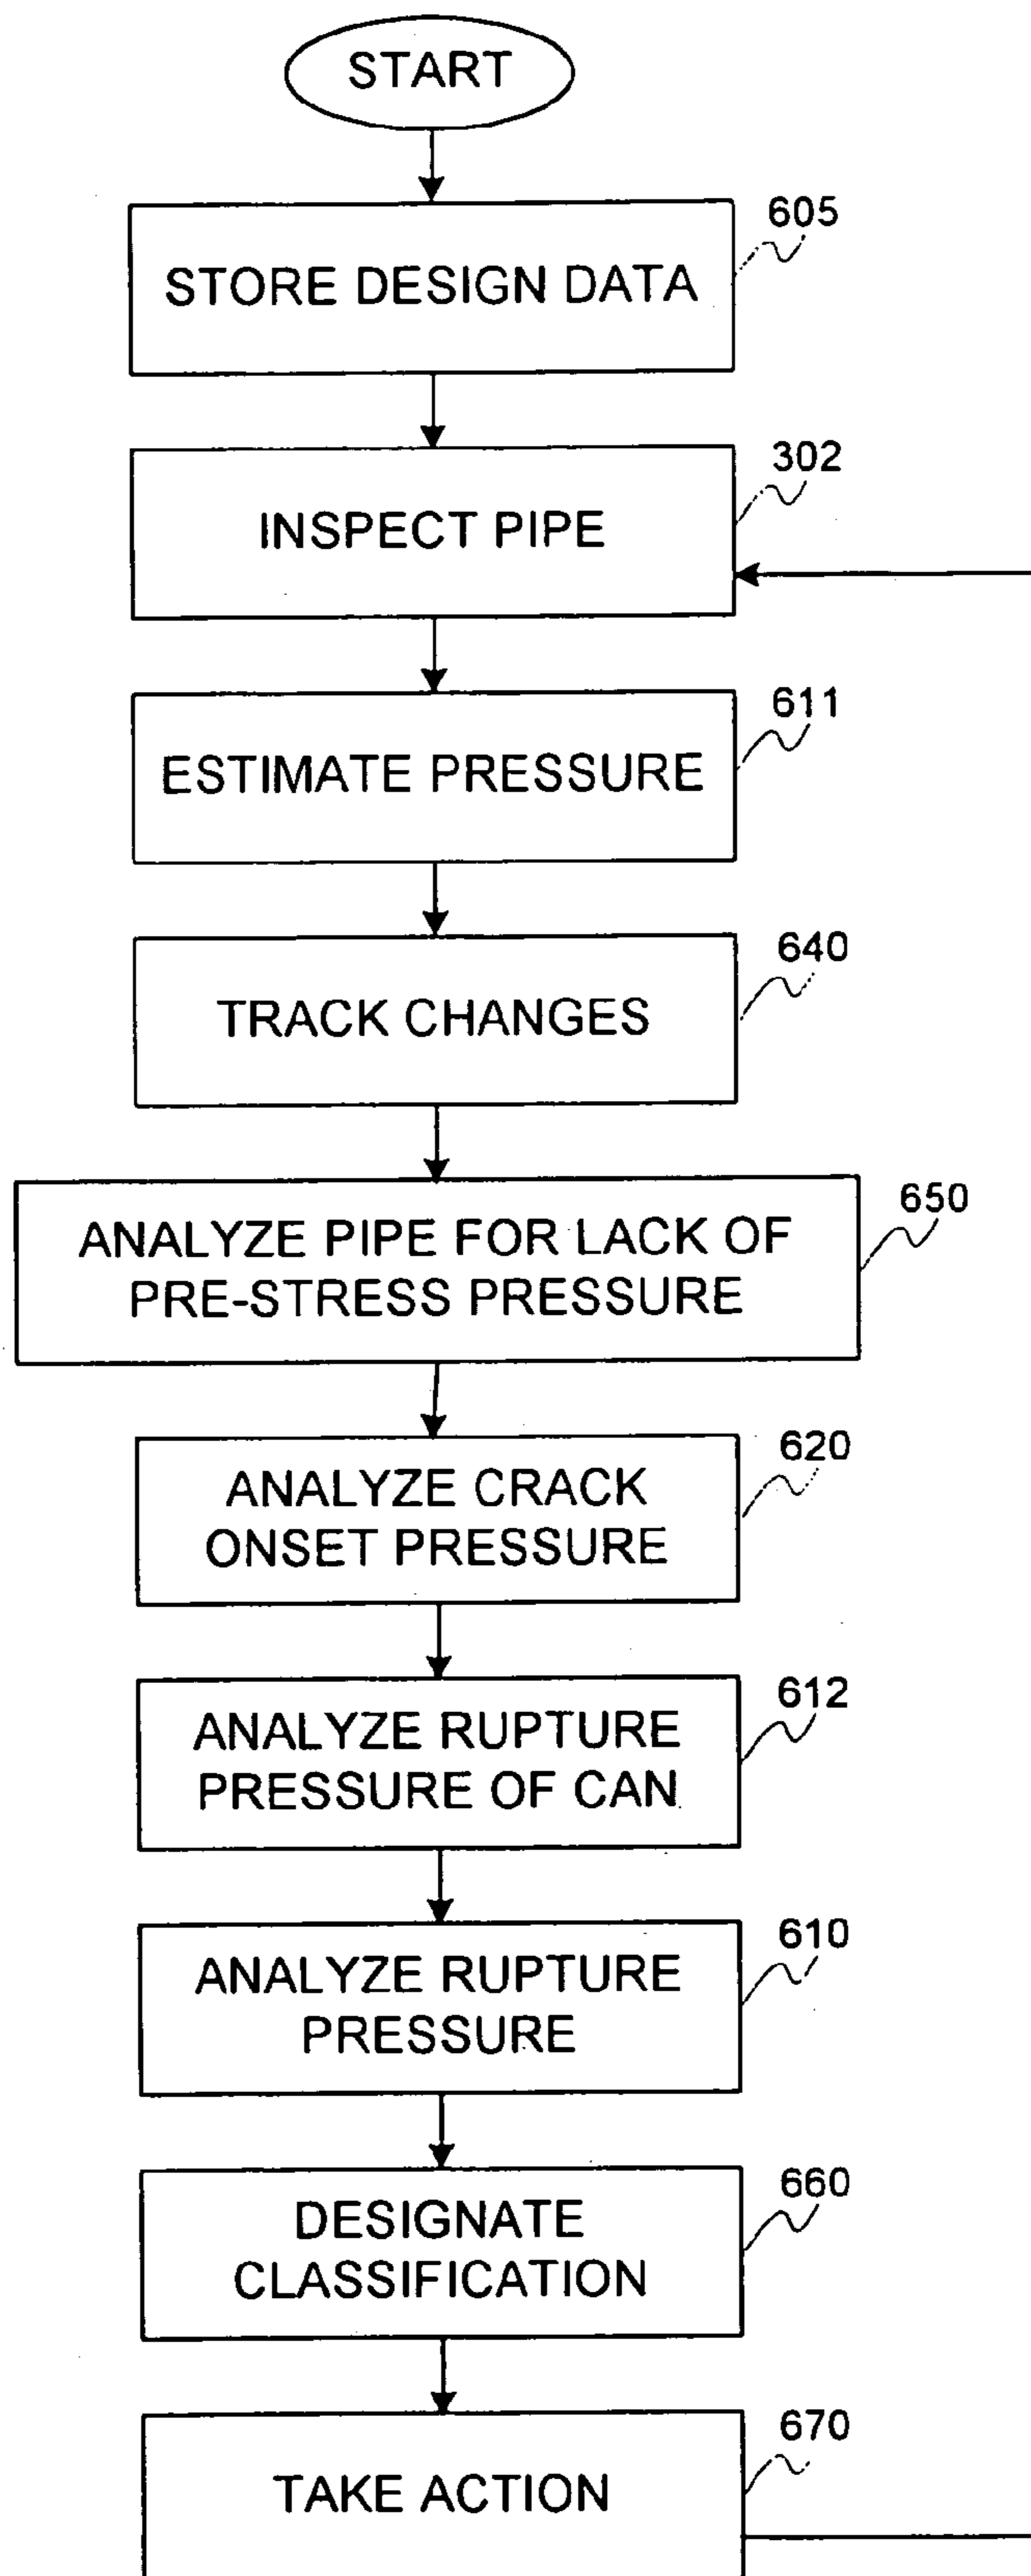 START
605
STORE DESIGN DATA
302
INSPECT PIPE
611
ESTIMATE PRESSURE
640
TRACK CHANGES
650
ANALYZE PIPE FOR LACK OF
PRE-STRESS PRESSURE
620
ANALYZE CRACK
ONSET PRESSURE
612
ANALYZE RUPTURE
PRESSURE OF CAN
610
ANALYZE RUPTURE
PRESSURE
660
DESIGNATE
CLASSIFICATION
670
TAKE ACTION